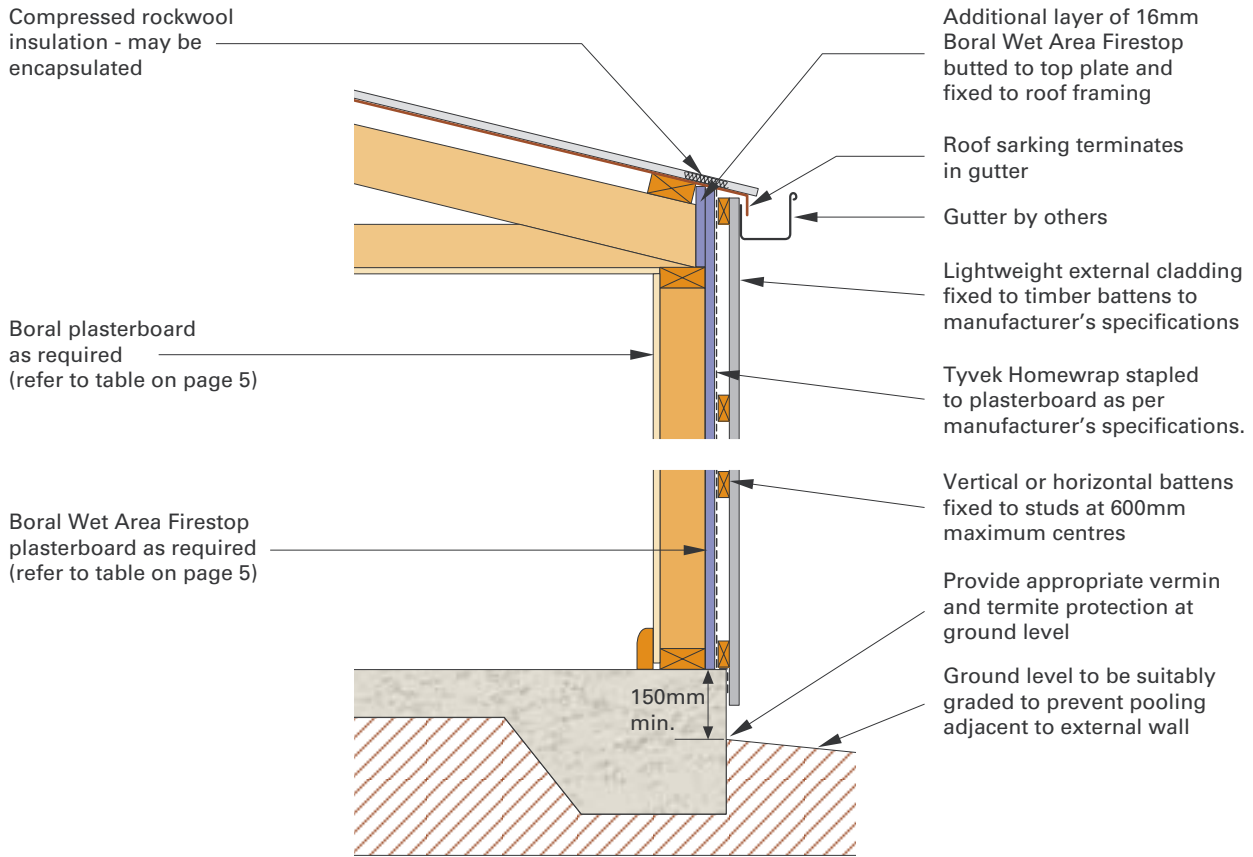 Compressed rockwool
insulation - may be
encapsulated
Boral plasterboard
as required
(refer to table on page 5)
Boral Wet Area Firestop
plasterboard as required
(refer to table on page 5)
150mm
min.
Additional layer of 16mm
Boral Wet Area Firestop
butted to top plate and
fixed to roof framing
Roof sarking terminates
in gutter
Gutter by others
Lightweight external cladding
fixed to timber battens to
manufacturer’s specifications
Tyvek Homewrap stapled
to plasterboard as per
manufacturer’s specifications.
Vertical or horizontal battens
fixed to studs at 600mm
maximum centres
Provide appropriate vermin
and termite protection at
ground level
Ground level to be suitably
graded to prevent pooling
adjacent to external wall